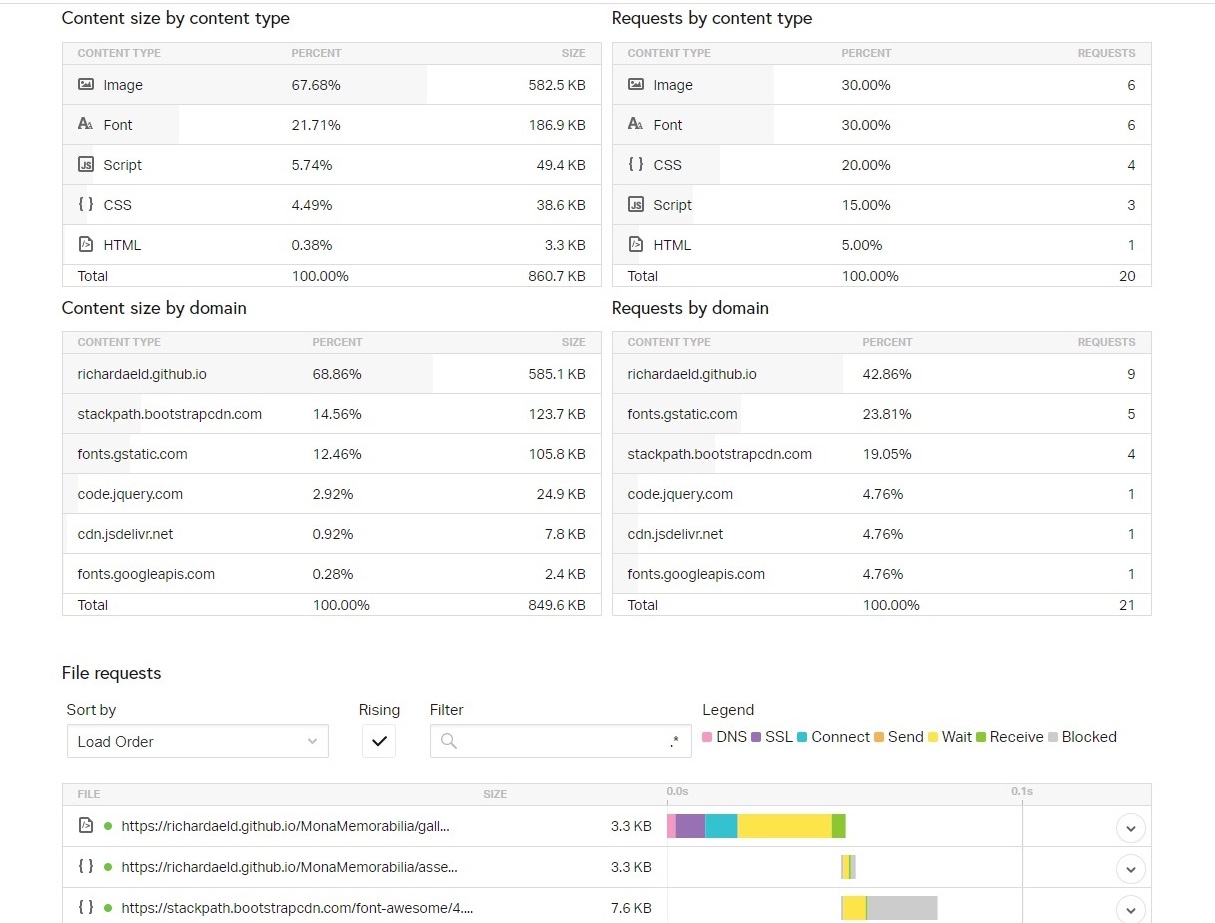 Content size by content type
CONTENT TYPE PERCENT SIZE
Image 67.68% 582.5 KB
Font 21.71% 186.9 KB
Script 5.74% 49.4 KB
CSS 4.49% 38.6 KB
HTML 0.38% 3.3 KB
Total 100.00% 860.7 KB
Requests by content type
CONTENT TYPE PERCENT REQUESTS
Image 30.00% 6
Font 30.00% 6
CSS 20.00% 4
Script 15.00% 3
HTML 5.00% 1
Total 100.00% 20
Content size by domain
CONTENT TYPE PERCENT SIZE
richardaeld.github.io 68.86% 585.1 KB
stackpath.bootstrapcdn.com 14.56% 123.7 KB
fonts.gstatic.com 12.46% 105.8 KB
code.jquery.com 2.92% 24.9 KB
cdn.jsdelivr.net 0.92% 7.8 KB
fonts.googleapis.com 0.28% 2.4 KB
Total 100.00% 849.6 KB
Requests by domain
CONTENT TYPE PERCENT REQUESTS
richardaeld.github.io 42.86% 9
fonts.gstatic.com 23.81% 5
stackpath.bootstrapcdn.com 19.05% 4
code.jquery.com 4.76% 1
cdn.jsdelivr.net 4.76% 1
fonts.googleapis.com 4.76% 1
Total 100.00% 21
File requests
Sort by Rising Filter Legend
Load Order .* DNS SSL Connect Send Wait Receive Blocked
FILE SIZE 0.0s 0.1s
https://richardaeld.github.io/MonaMemorabilia/gall... 3.3 KB
https://richardaeld.github.io/MonaMemorabilia/asse... 3.3 KB
https://stackpath.bootstrapcdn.com/font-awesome/4.... 7.6 KB